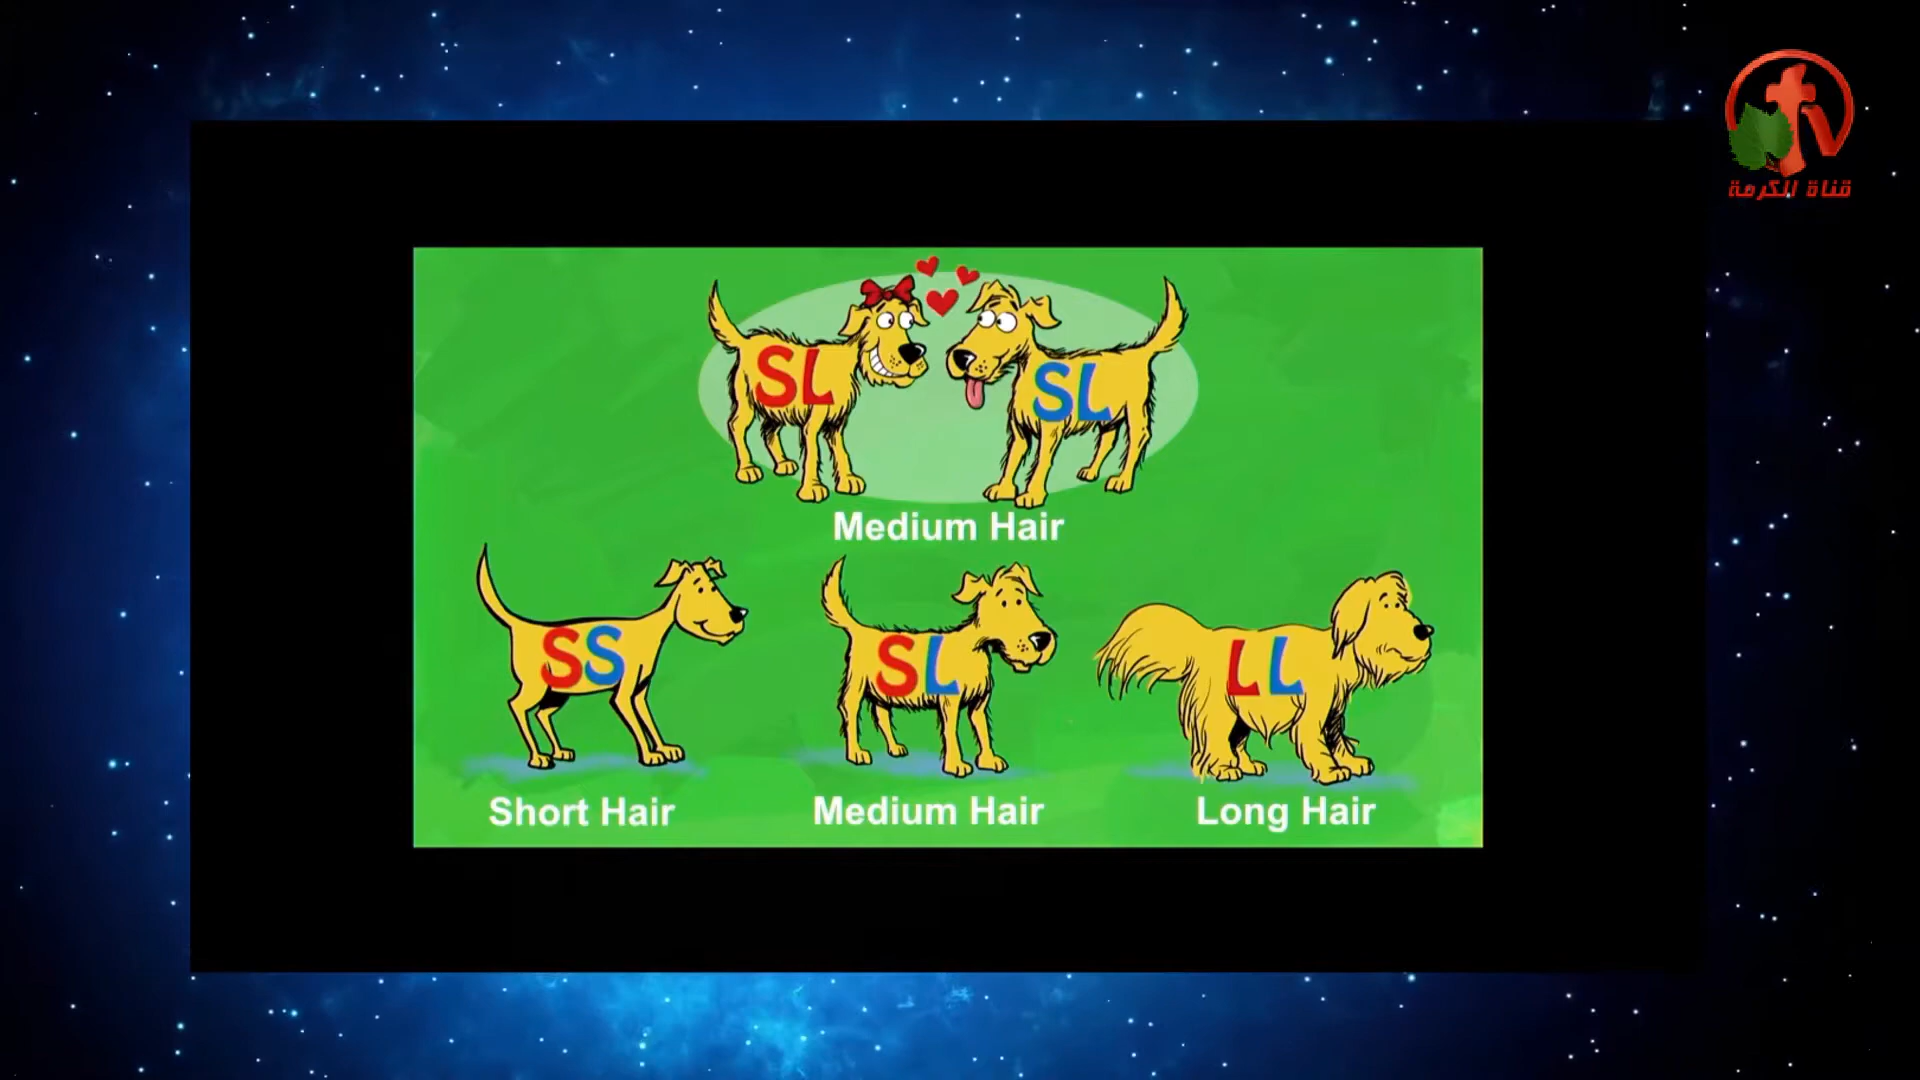 tv
قناة الكرمة
SL
SL
Medium Hair
SS
SL
LL
Short Hair
Medium Hair
Long Hair